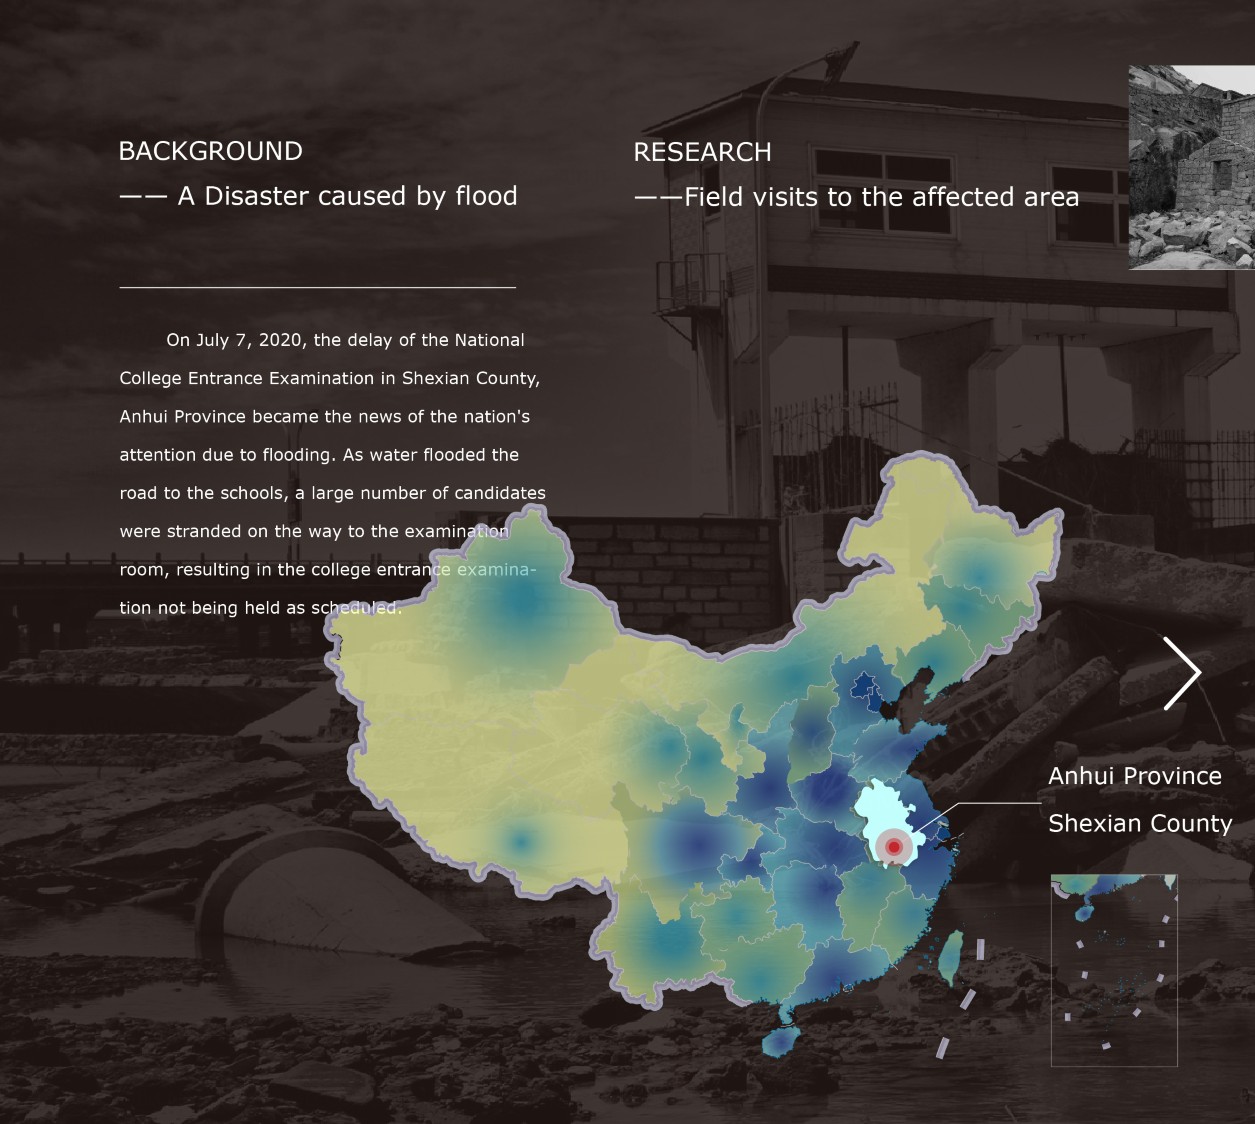 BACKGROUND
—— A Disaster caused by flood
On July 7, 2020, the delay of the National
College Entrance Examination in Shexian County,
Anhui Province became the news of the nation's
attention due to flooding. As water flooded the
road to the schools, a large number of candidates
were stranded on the way to the examination
room, resulting in the college entrance examina-
tion not being held as scheduled.
RESEARCH
——Field visits to the affected area
Anhui Province
Shexian County